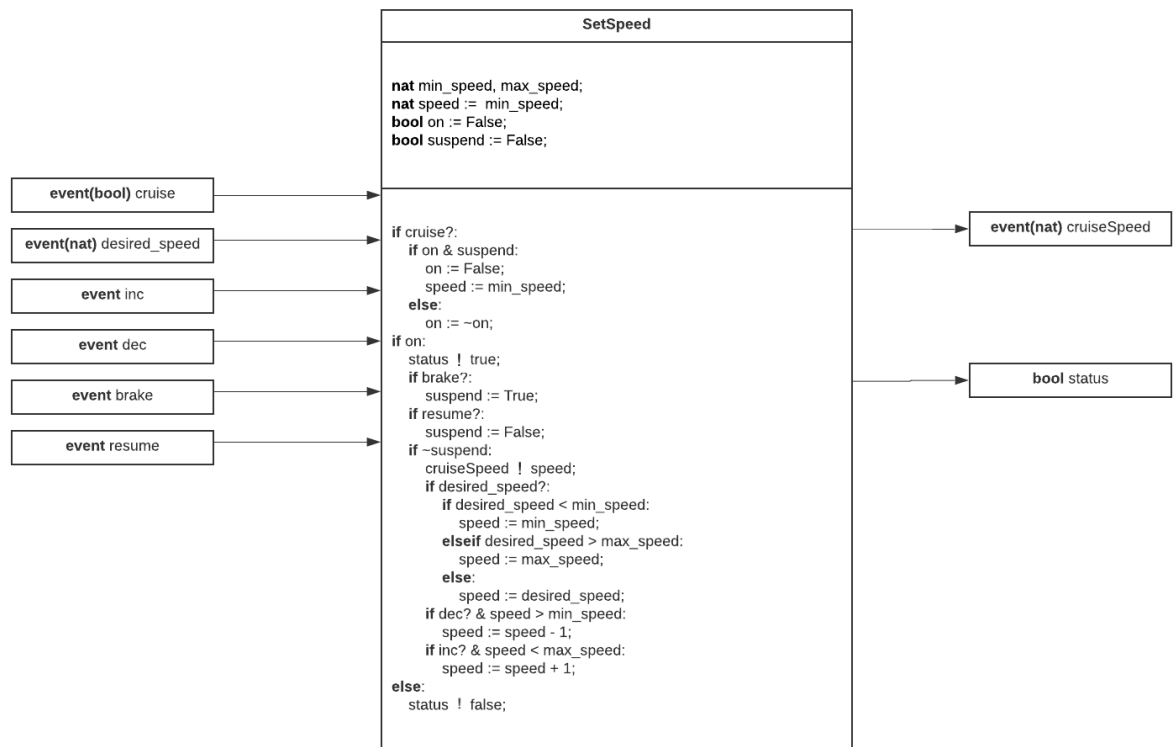 SetSpeed
nat min_speed, max_speed;
nat speed := min_speed;
bool on := False;
bool suspend := False;
event(bool) cruise
event(nat) desired_speed
event inc
event dec
event brake
event resume
if cruise?:
if on & suspend:
on := False;
speed := min_speed;
else:
on := ~on;
if on:
status ! true;
if brake?:
suspend := True;
if resume?:
suspend := False;
if ~suspend:
cruiseSpeed ! speed;
if desired_speed?:
if desired_speed < min_speed:
speed := min_speed;
elseif desired_speed > max_speed:
speed := max_speed;
else:
speed := desired_speed;
if dec? & speed > min_speed:
speed := speed - 1;
if inc? & speed < max_speed:
speed := speed + 1;
else:
status ! false;
event(nat) cruiseSpeed
bool status